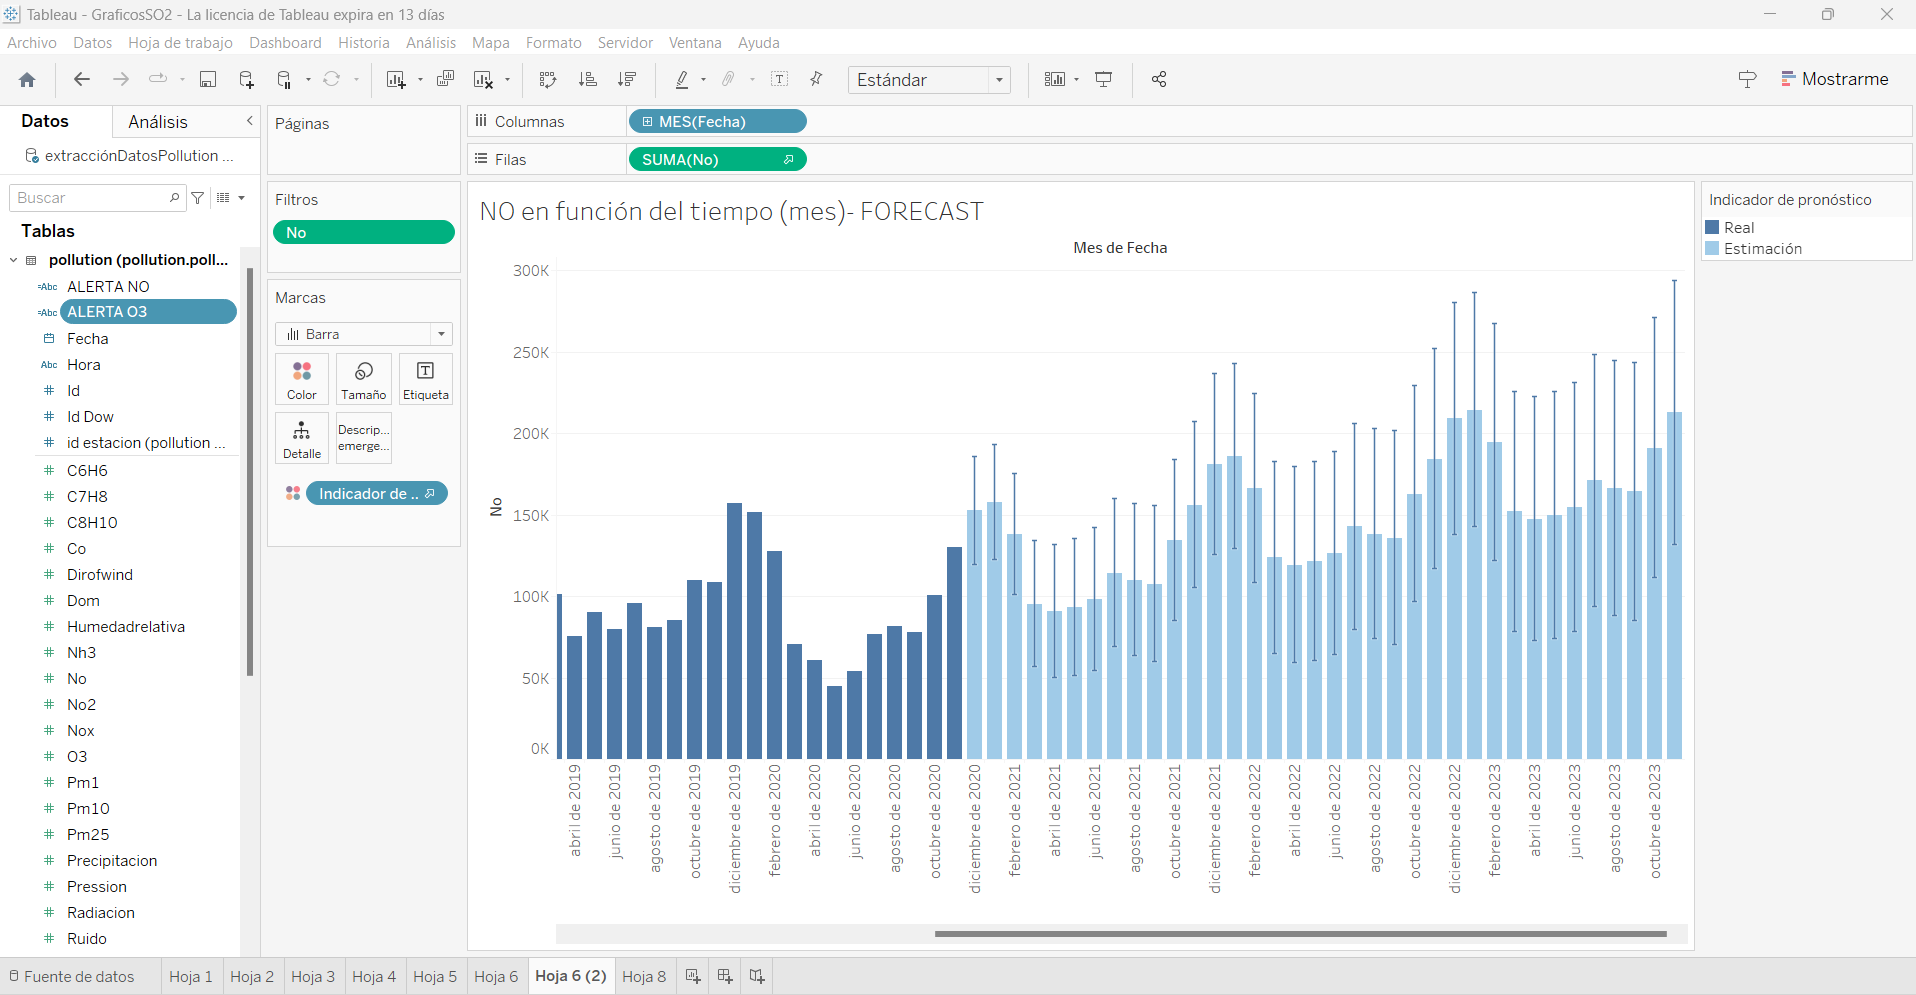 Tableau - GraficosSO2 - La licencia de Tableau expira en 13 días
Archivo Datos Hoja de trabajo Dashboard Historia Análisis Mapa Formato Servidor Ventana Ayuda
Estándar
Mostrarme
Datos
Análisis
extracciónDatosPollution ...
Buscar
Tablas
pollution (pollution.poll...
=Abc ALERTA NO
=Abc ALERTA O3
Fecha
Abc Hora
# Id
# Id Dow
# id estacion (pollution ...
# C6H6
# C7H8
# C8H10
# Co
# Dirofwind
# Dom
# Humedadrelativa
# Nh3
# No
# No2
# Nox
# O3
# Pm1
# Pm10
# Pm25
# Precipitacion
# Pression
# Radiacion
# Ruido
Páginas
Filtros
No
Marcas
Barra
Color
Tamaño
Etiqueta
Detalle
Descrip...
emerge...
Indicador de ..
Columnas
MES(Fecha)
Filas
SUMA(No)
NO en función del tiempo (mes)- FORECAST
Mes de Fecha
No
300K
250K
200K
150K
100K
50K
0K
abril de 2019
junio de 2019
agosto de 2019
octubre de 2019
diciembre de 2019
febrero de 2020
abril de 2020
junio de 2020
agosto de 2020
octubre de 2020
diciembre de 2020
febrero de 2021
abril de 2021
junio de 2021
agosto de 2021
octubre de 2021
diciembre de 2021
febrero de 2022
abril de 2022
junio de 2022
agosto de 2022
octubre de 2022
diciembre de 2022
febrero de 2023
abril de 2023
junio de 2023
agosto de 2023
octubre de 2023
Indicador de pronóstico
Real
Estimación
Fuente de datos
Hoja 1
Hoja 2
Hoja 3
Hoja 4
Hoja 5
Hoja 6
Hoja 6 (2)
Hoja 8